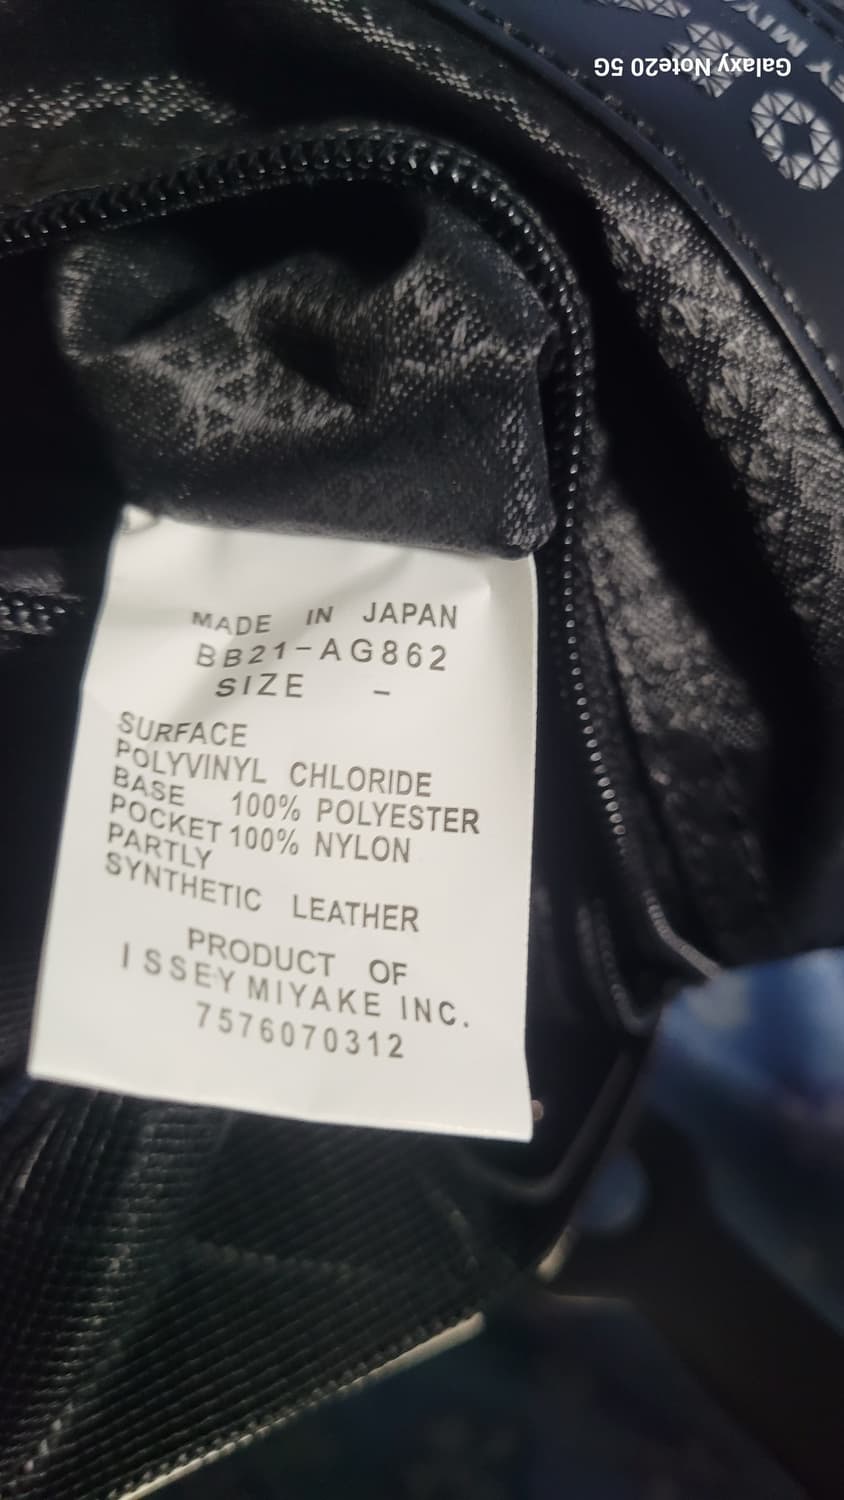 Galaxy Note20 5G
MIY
MADE IN JAPAN
BB21-AG862
SIZE -
SURFACE
POLYVINYL CHLORIDE
BASE 100% POLYESTER
POCKET 100% NYLON
PARTLY
SYNTHETIC LEATHER
PRODUCT OF
ISSEY MIYAKE INC.
7576070312